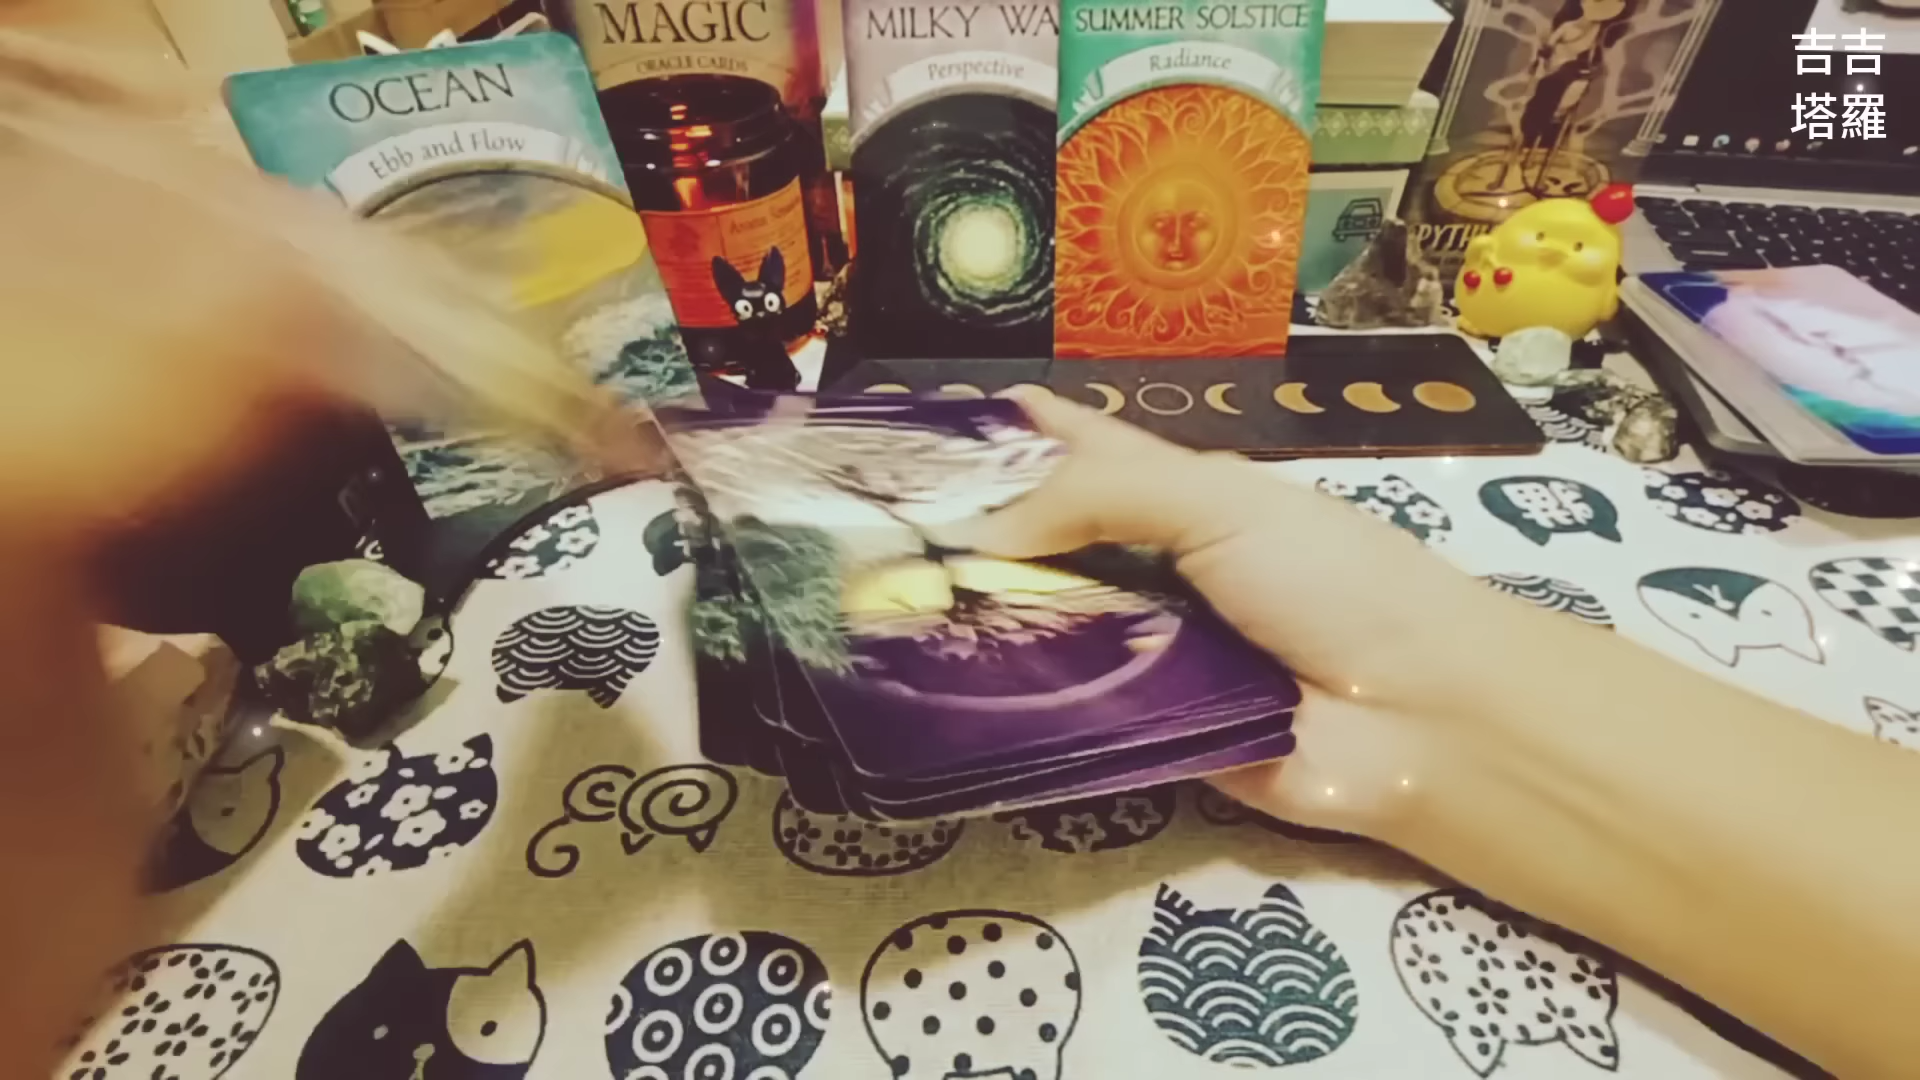 OCEAN
Ebb and Flow
MAGIC
ORACLE CARDS
MILKY WA
Perspective
SUMMER SOLSTICE
Radiance
吉吉
塔羅